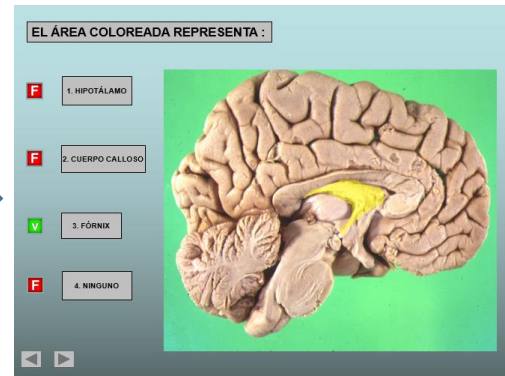 EL ÁREA COLOREADA REPRESENTA :
F
1. HIPOTÁLAMO
F
2. CUERPO CALLOSO
V
3. FÓRNIX
F
4. NINGUNO